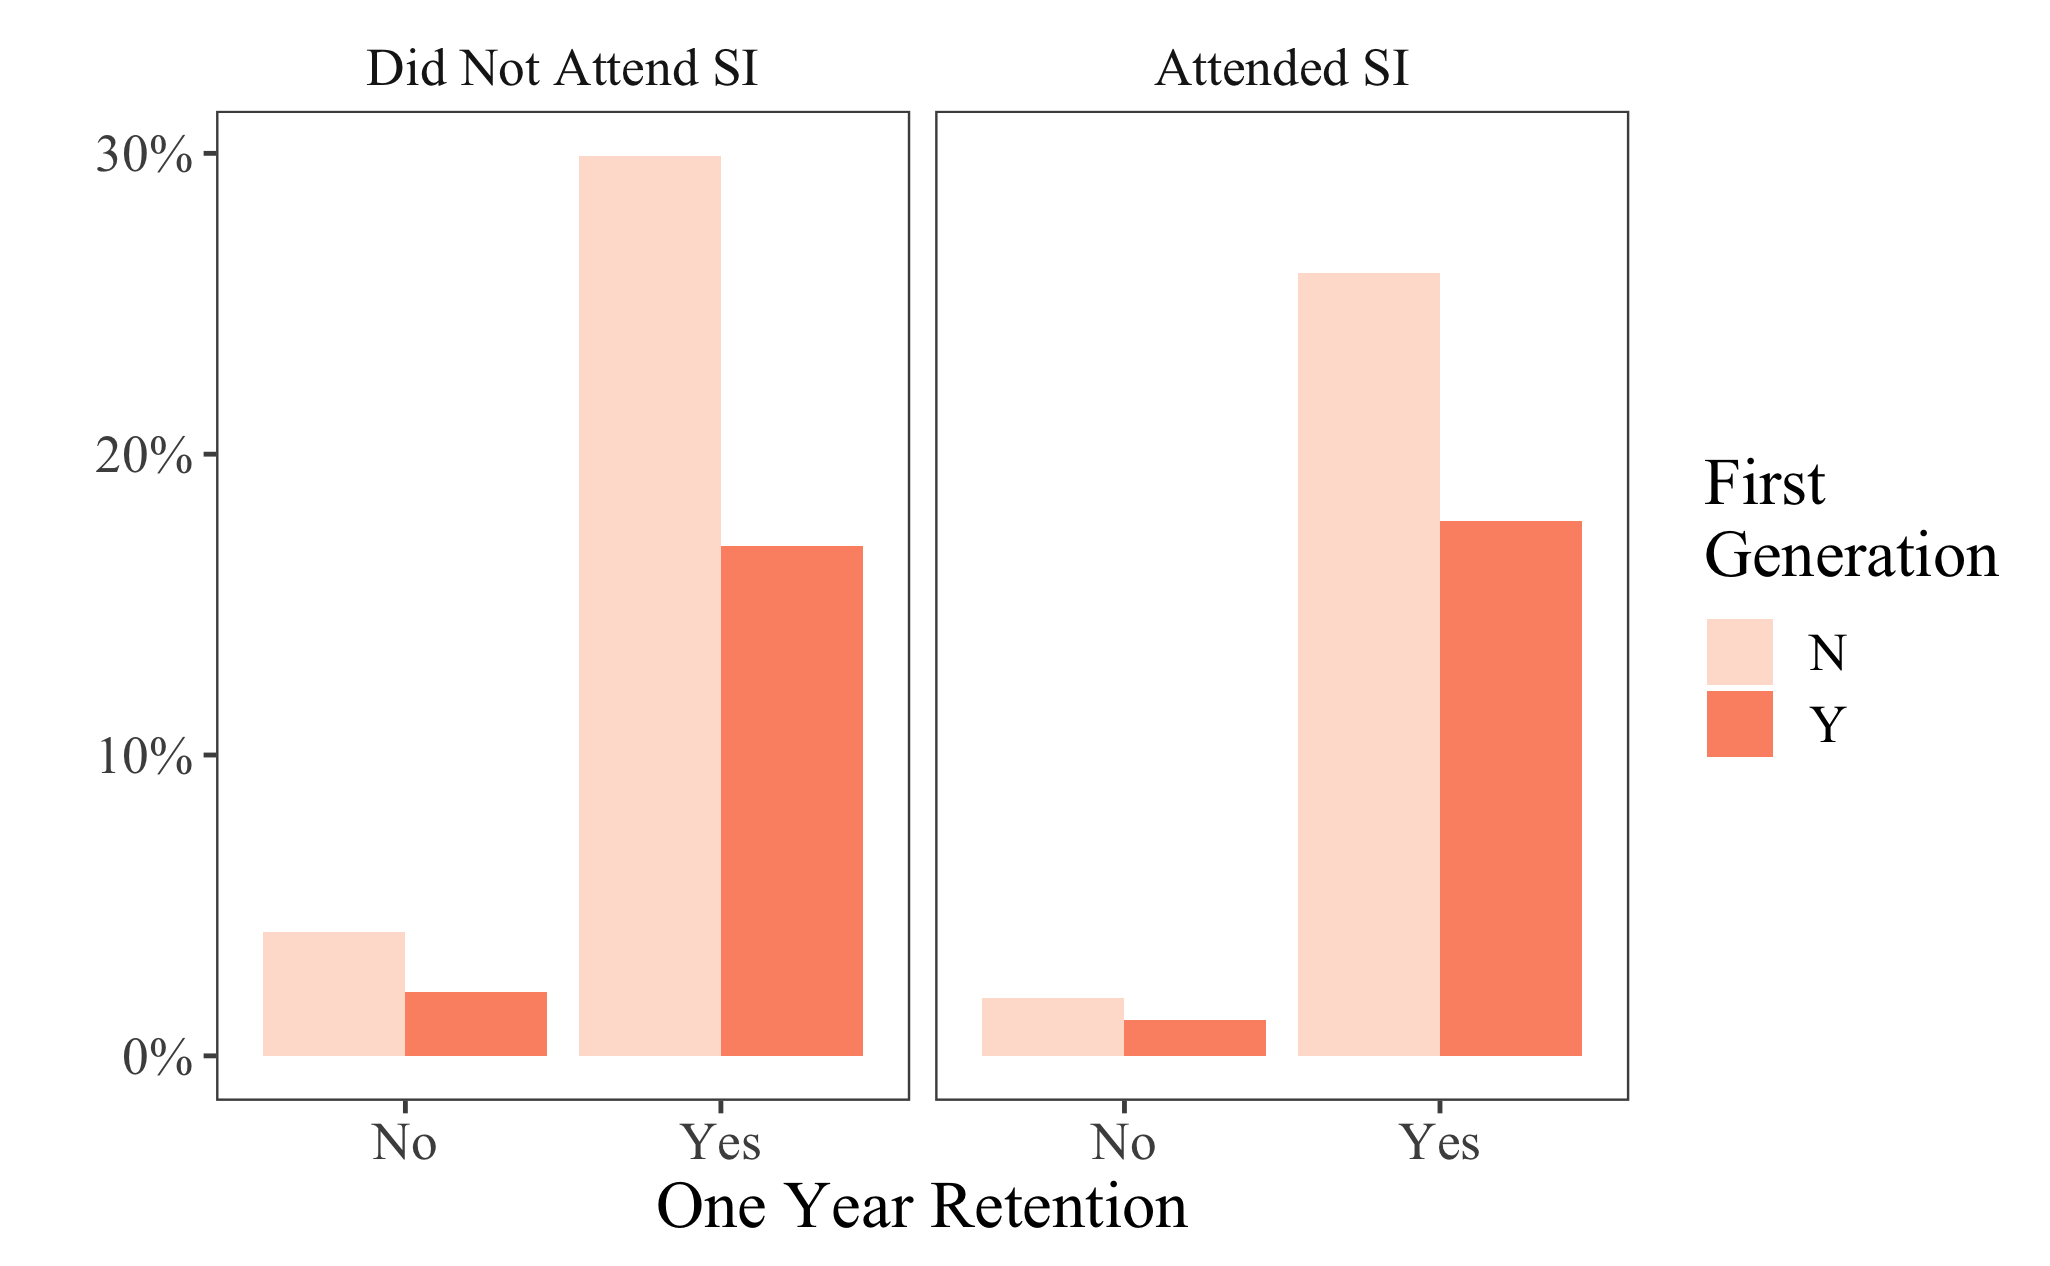 Did Not Attend SI
Attended SI
30%
20%
10%
0%
No
Yes
No
Yes
One Year Retention
First
Generation
N
Y